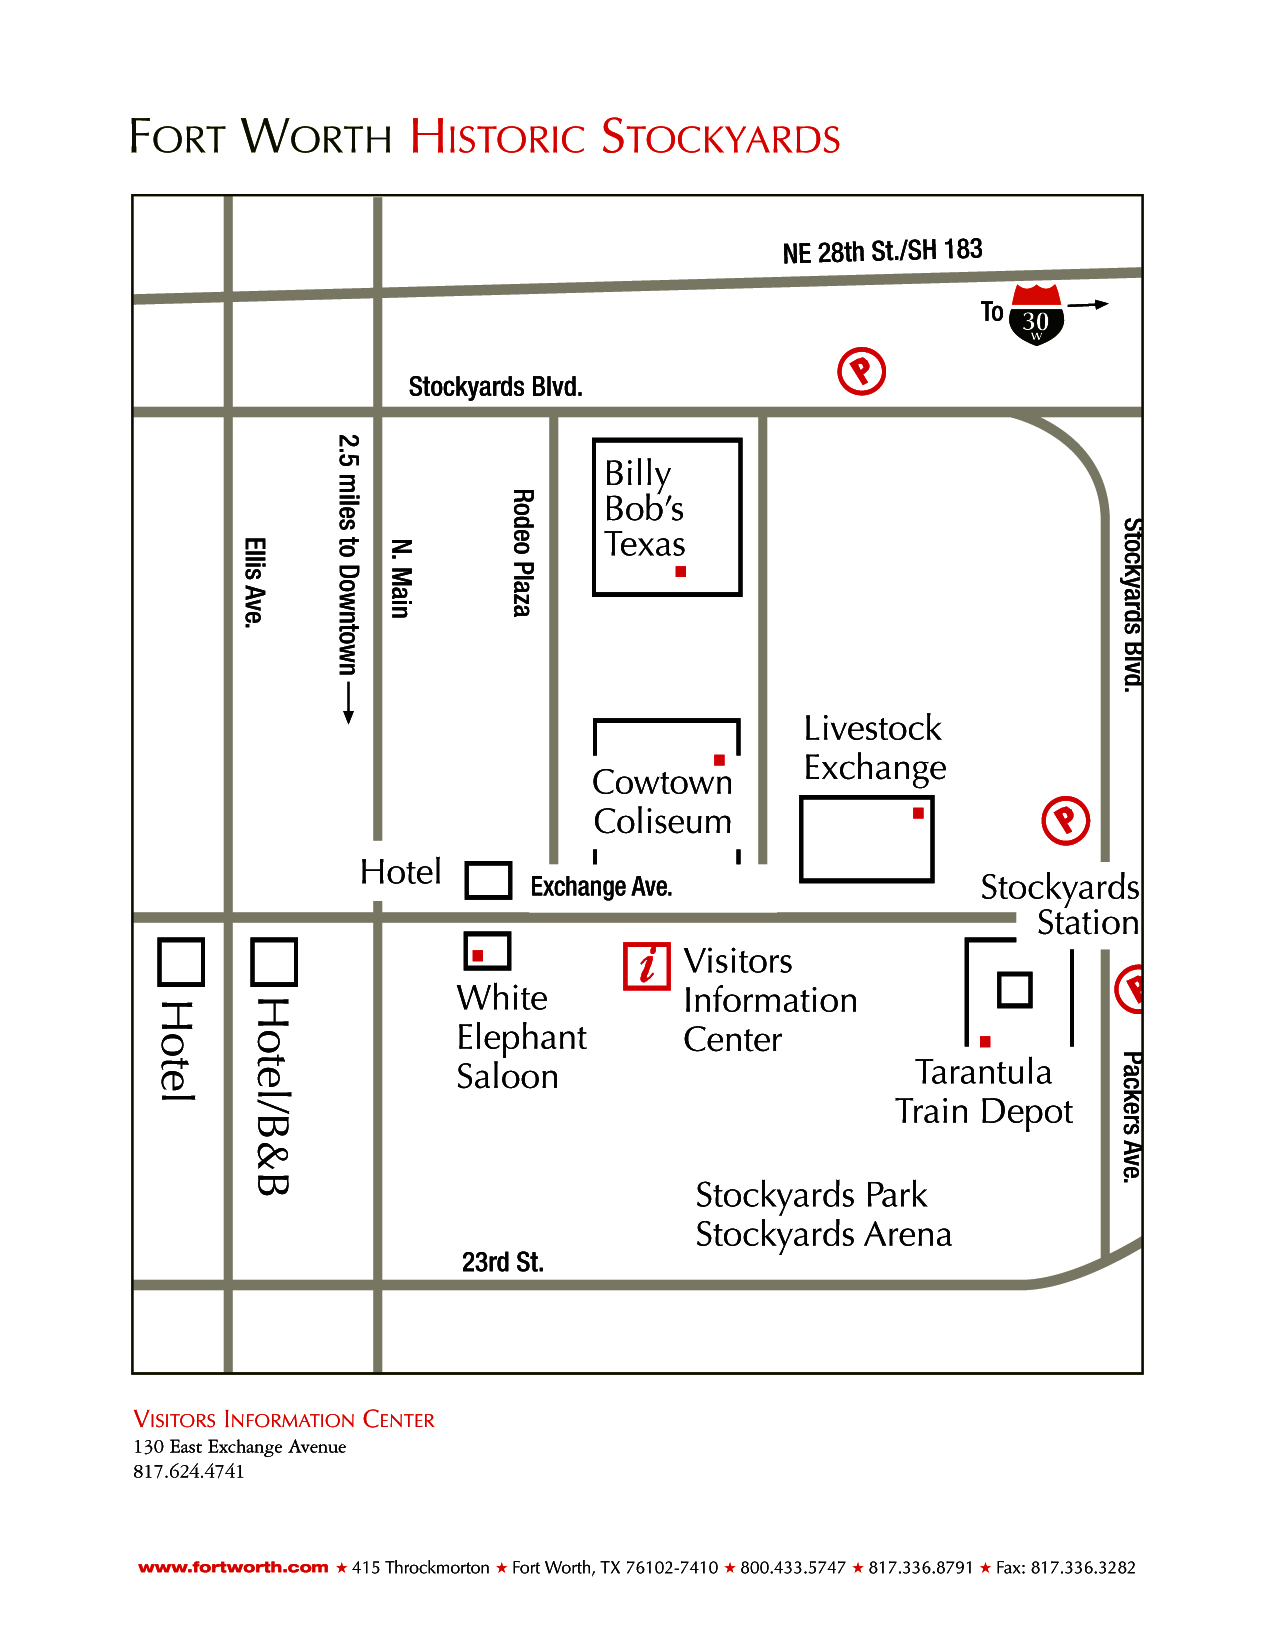 FORT WORTH HISTORIC STOCKYARDS
NE 28th St./SH 183
To
30
W
P
Stockyards Blvd.
2.5 miles to Downtown
Ellis Ave.
N. Main
Rodeo Plaza
Billy
Bob's
Texas
Stockyards Blvd.
Livestock
Exchange
Cowtown
Coliseum
P
Hotel
Exchange Ave.
Stockyards
Station
Hotel
Hotel/B&B
White
Elephant
Saloon
i
Visitors
Information
Center
P
Tarantula
Train Depot
Packers Ave.
Stockyards Park
Stockyards Arena
23rd St.
VISITORS INFORMATION CENTER
130 East Exchange Avenue
817.624.4741
www.fortworth.com ★ 415 Throckmorton ★ Fort Worth, TX 76102-7410 ★ 800.433.5747 ★ 817.336.8791 ★ Fax: 817.336.3282